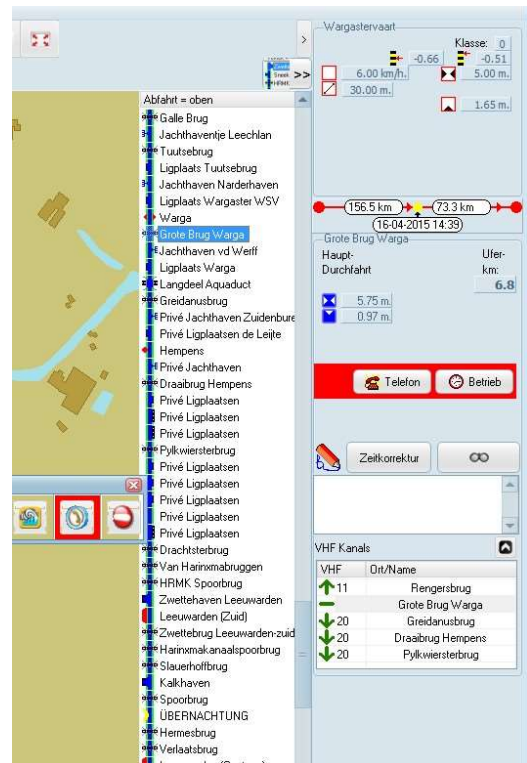 >
>>
Abfahrt = oben
Galle Brug
Jachthaventje Leechlan
Tuutsebrug
Ligplaats Tuutsebrug
Jachthaven Narderhaven
Ligplaats Wargaster WSV
Warga
Grote Brug Warga
Jachthaven vd Werff
Ligplaats Warga
Langdeel Aquaduct
Greidanusbrug
Privé Jachthaven Zuidenbure
Privé Ligplaatsen de Leijte
Hempens
Privé Jachthaven
Draaibrug Hempens
Privé Ligplaatsen
Privé Ligplaatsen
Privé Ligplaatsen
Pylkwiersterbrug
Privé Ligplaatsen
Privé Ligplaatsen
Privé Ligplaatsen
Privé Ligplaatsen
Privé Ligplaatsen
Drachtsterbrug
Van Harinxmabruggen
HRMK Spoorbrug
Zwettehaven Leeuwarden
Leeuwarden (Zuid)
Zwettebrug Leeuwarden-zuid
Harinxmakanaalspoorbrug
Slauerhoffbrug
Kalkhaven
Spoorbrug
ÜBERNACHTUNG
Hermesbrug
Verlaatsbrug
Wargastervaart
Klasse: 0
-0.66 -0.51
6.00 km/h. 5.00 m.
30.00 m.
1.65 m.
156.5 km 73.3 km
(16-04-2015 14:39)
Grote Brug Warga
Haupt- Ufer-
Durchfahrt km:
6.8
5.75 m.
0.97 m.
Telefon Betrieb
Zeitkorrektur
VHF Kanals
VHF Ort/Name
11 Rengersbrug
Grote Brug Warga
20 Greidanusbrug
20 Draaibrug Hempens
20 Pylkwiersterbrug